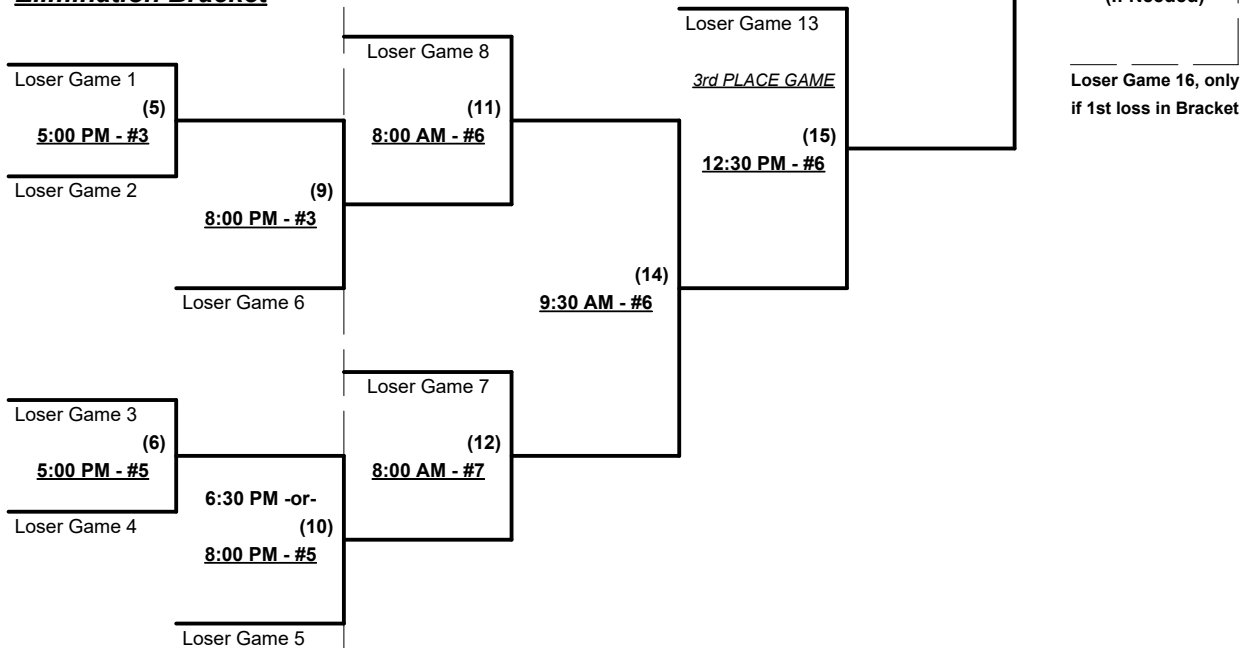 Elimination Bracket
(If Needed)
Loser Game 13
Loser Game 8
Loser Game 1
3rd PLACE GAME
Loser Game 16, only
if 1st loss in Bracket
(5)
5:00 PM - #3
(11)
8:00 AM - #6
(15)
12:30 PM - #6
Loser Game 2
(9)
8:00 PM - #3
(14)
9:30 AM - #6
Loser Game 6
Loser Game 7
Loser Game 3
(6)
5:00 PM - #5
(12)
8:00 AM - #7
6:30 PM -or-
(10)
8:00 PM - #5
Loser Game 4
Loser Game 5